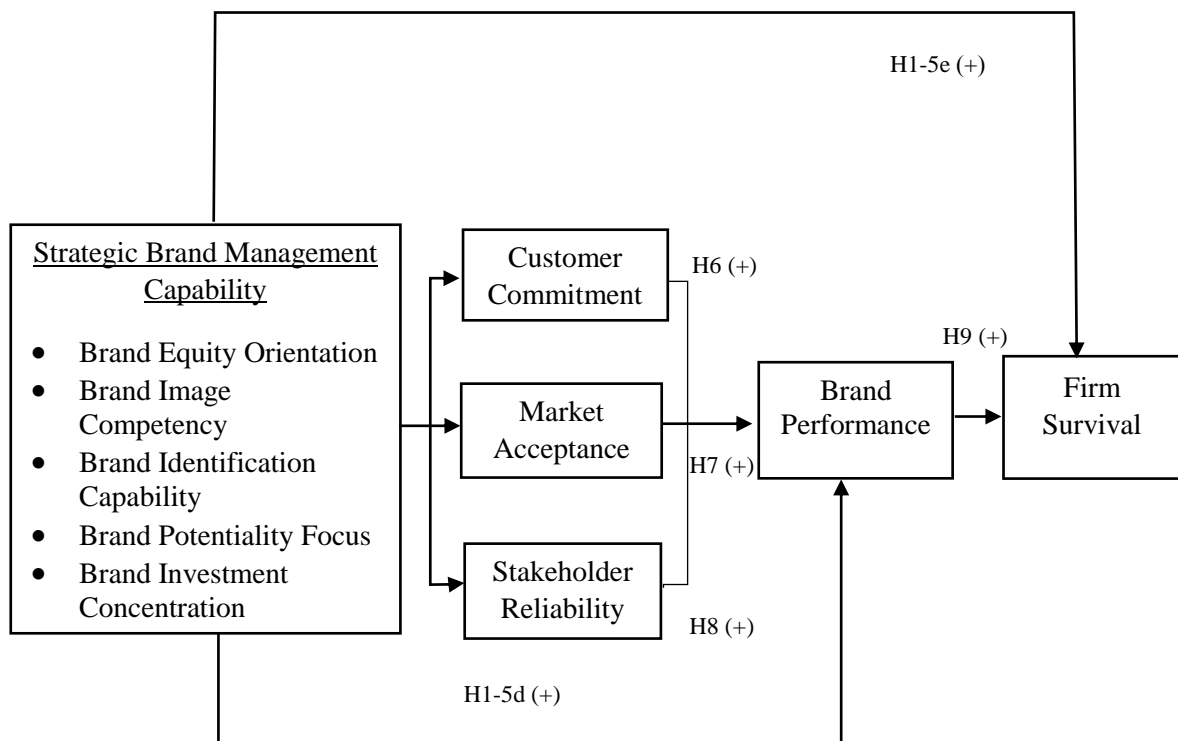 H1-5e (+)
Strategic Brand Management
Capability
● Brand Equity Orientation
● Brand Image
Competency
● Brand Identification
Capability
● Brand Potentiality Focus
● Brand Investment
Concentration
Customer
Commitment
H6 (+)
Market
Acceptance
H7 (+)
Stakeholder
Reliability
H8 (+)
H1-5d (+)
Brand
Performance
H9 (+)
Firm
Survival